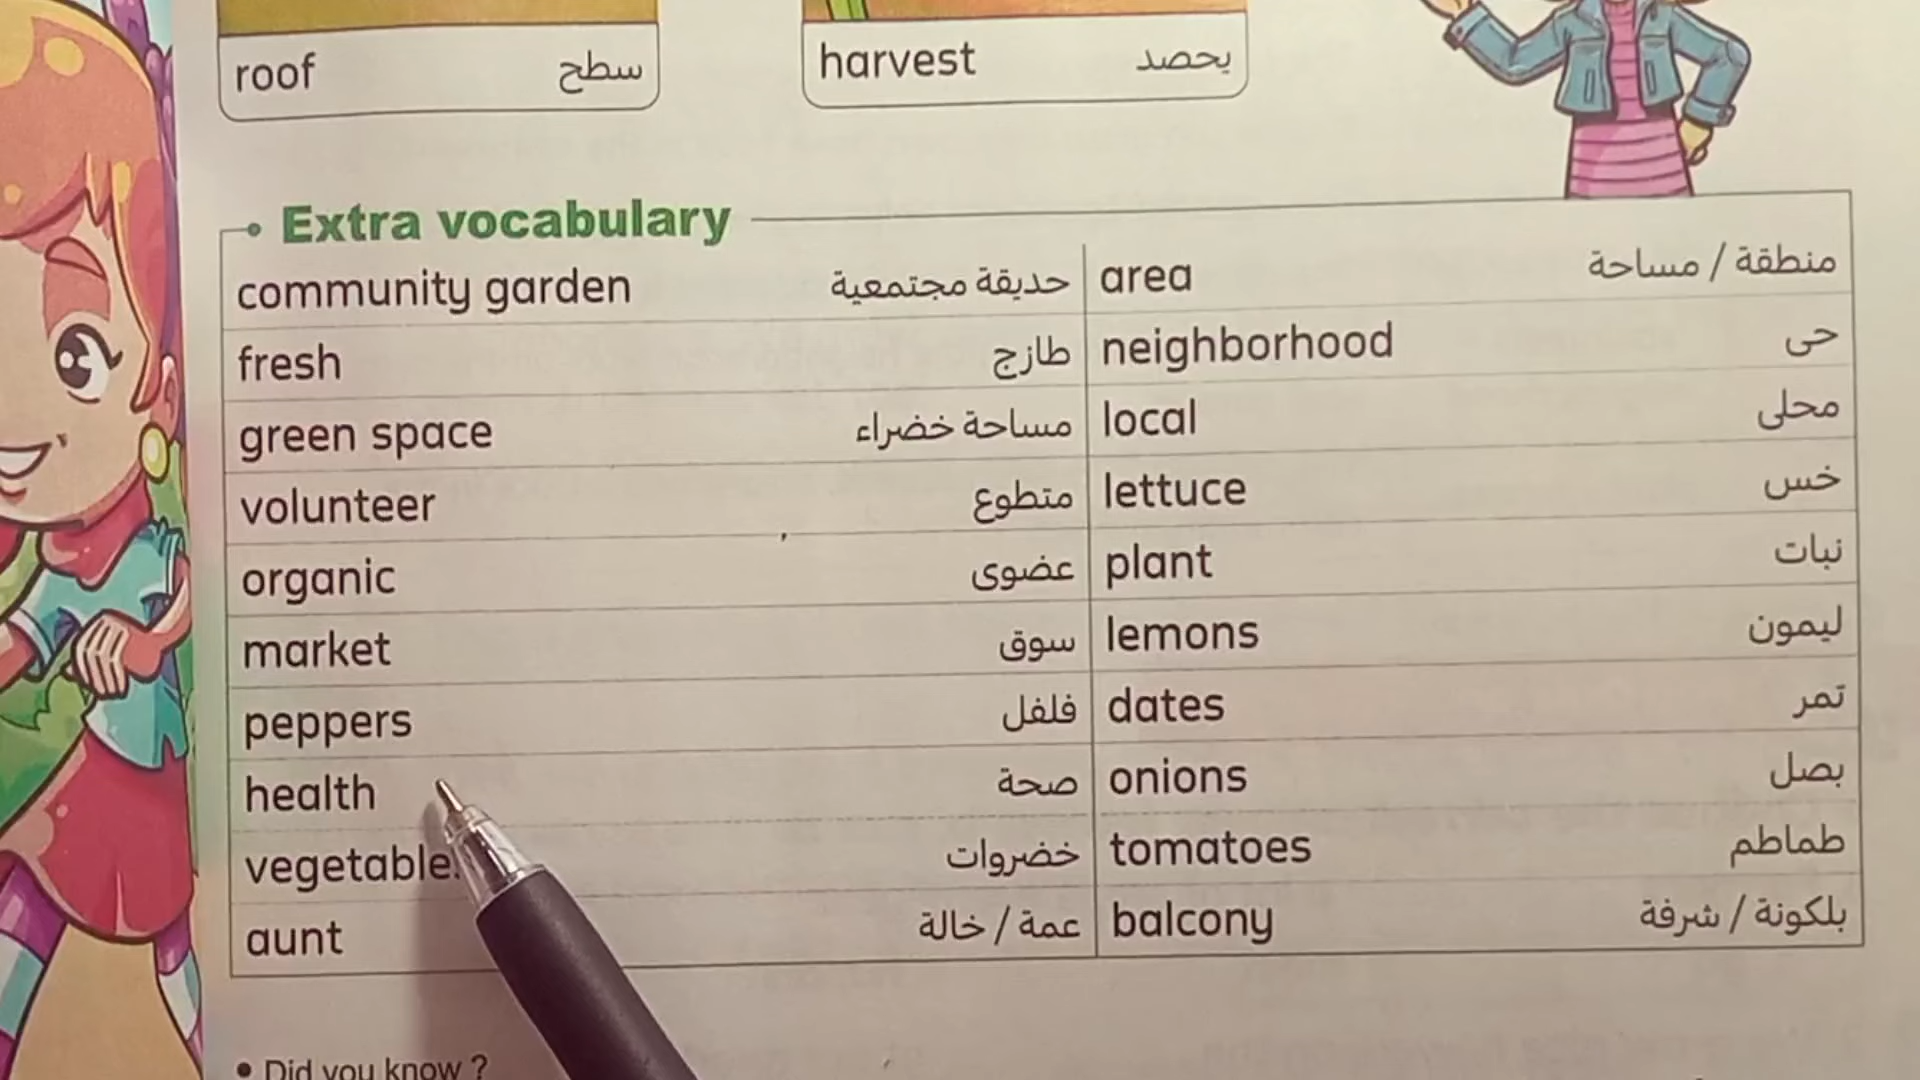 roof سطح
harvest يحصد
Extra vocabulary
community garden حديقة مجتمعية
area منطقة / مساحة
fresh طازج
neighborhood حى
green space مساحة خضراء
local محلى
volunteer متطوع
lettuce خس
organic عضوى
plant نبات
market سوق
lemons ليمون
peppers فلفل
dates تمر
health صحة
onions بصل
vegetable خضروات
tomatoes طماطم
aunt عمة / خالة
balcony بلكونة / شرفة
• Did you know ?